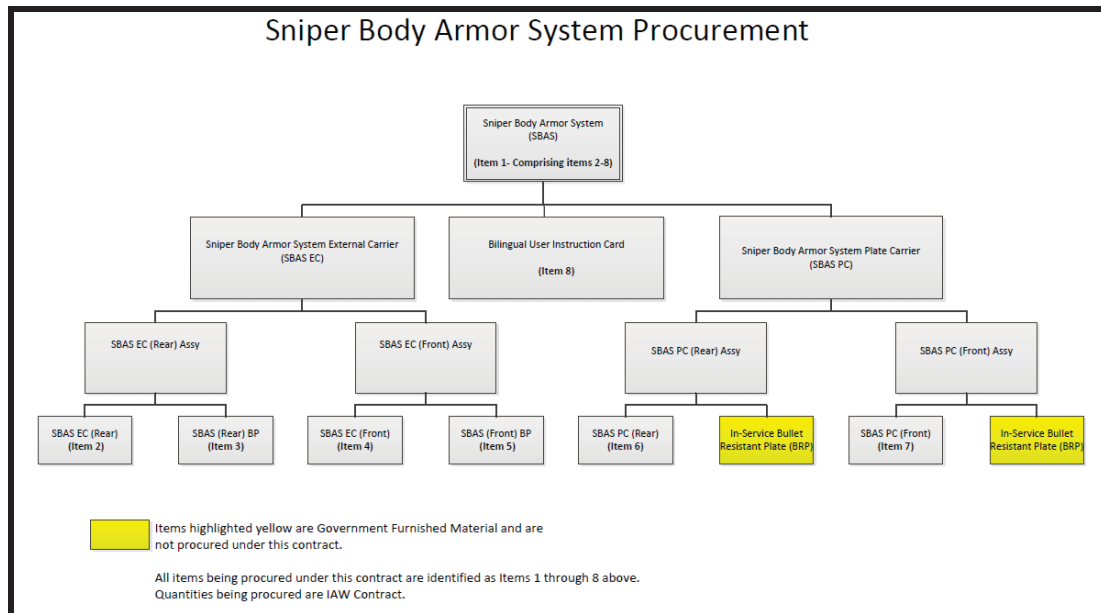 Sniper Body Armor System Procurement
Sniper Body Armor System
(SBAS)
(Item 1- Comprising items 2-8)
Sniper Body Armor System External Carrier
(SBAS EC)
Bilingual User Instruction Card
(Item 8)
Sniper Body Armor System Plate Carrier
(SBAS PC)
SBAS EC (Rear) Assy
SBAS EC (Front) Assy
SBAS PC (Rear) Assy
SBAS PC (Front) Assy
SBAS EC (Rear)
(Item 2)
SBAS (Rear) BP
(Item 3)
SBAS EC (Front)
(Item 4)
SBAS (Front) BP
(Item 5)
SBAS PC (Rear)
(Item 6)
In-Service Bullet
Resistant Plate (BRP)
SBAS PC (Front)
(Item 7)
In-Service Bullet
Resistant Plate (BRP)
Items highlighted yellow are Government Furnished Material and are
not procured under this contract.
All items being procured under this contract are identified as Items 1 through 8 above.
Quantities being procured are IAW Contract.